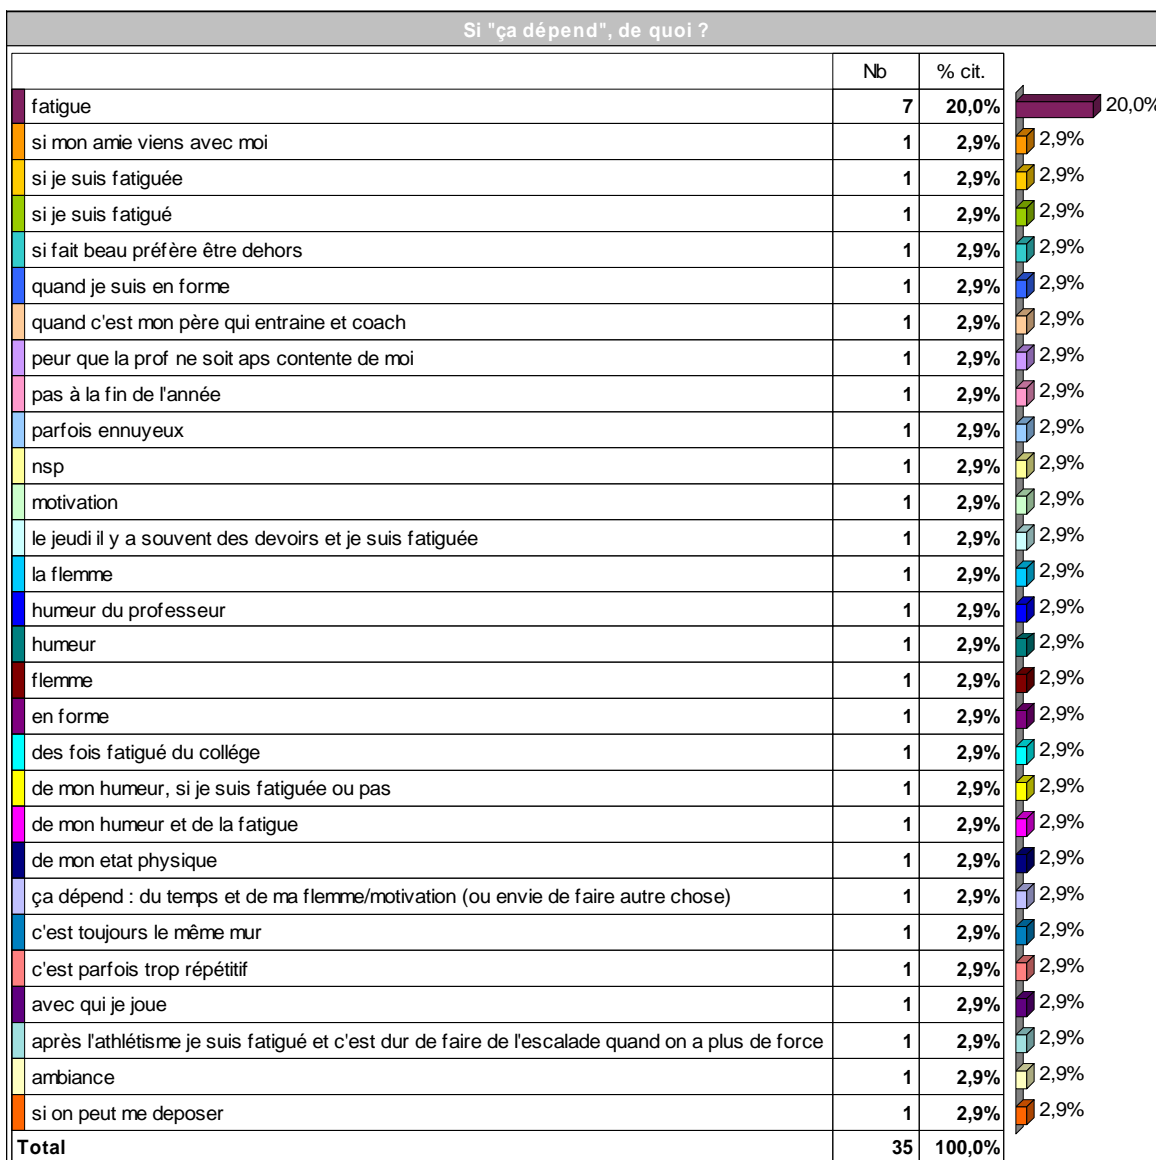 Si "ça dépend", de quoi ?
Nb % cit.
fatigue 7 20,0% 20,0%
si mon amie viens avec moi 1 2,9% 2,9%
si je suis fatiguée 1 2,9% 2,9%
si je suis fatigué 1 2,9% 2,9%
si fait beau préfère être dehors 1 2,9% 2,9%
quand je suis en forme 1 2,9% 2,9%
quand c'est mon père qui entraine et coach 1 2,9% 2,9%
peur que la prof ne soit aps contente de moi 1 2,9% 2,9%
pas à la fin de l'année 1 2,9% 2,9%
parfois ennuyeux 1 2,9% 2,9%
nsp 1 2,9% 2,9%
motivation 1 2,9% 2,9%
le jeudi il y a souvent des devoirs et je suis fatiguée 1 2,9% 2,9%
la flemme 1 2,9% 2,9%
humeur du professeur 1 2,9% 2,9%
humeur 1 2,9% 2,9%
flemme 1 2,9% 2,9%
en forme 1 2,9% 2,9%
des fois fatigué du collége 1 2,9% 2,9%
de mon humeur, si je suis fatiguée ou pas 1 2,9% 2,9%
de mon humeur et de la fatigue 1 2,9% 2,9%
de mon etat physique 1 2,9% 2,9%
ça dépend : du temps et de ma flemme/motivation (ou envie de faire autre chose) 1 2,9% 2,9%
c'est toujours le même mur 1 2,9% 2,9%
c'est parfois trop répétitif 1 2,9% 2,9%
avec qui je joue 1 2,9% 2,9%
après l'athlétisme je suis fatigué et c'est dur de faire de l'escalade quand on a plus de force 1 2,9% 2,9%
ambiance 1 2,9% 2,9%
si on peut me deposer 1 2,9% 2,9%
Total 35 100,0%